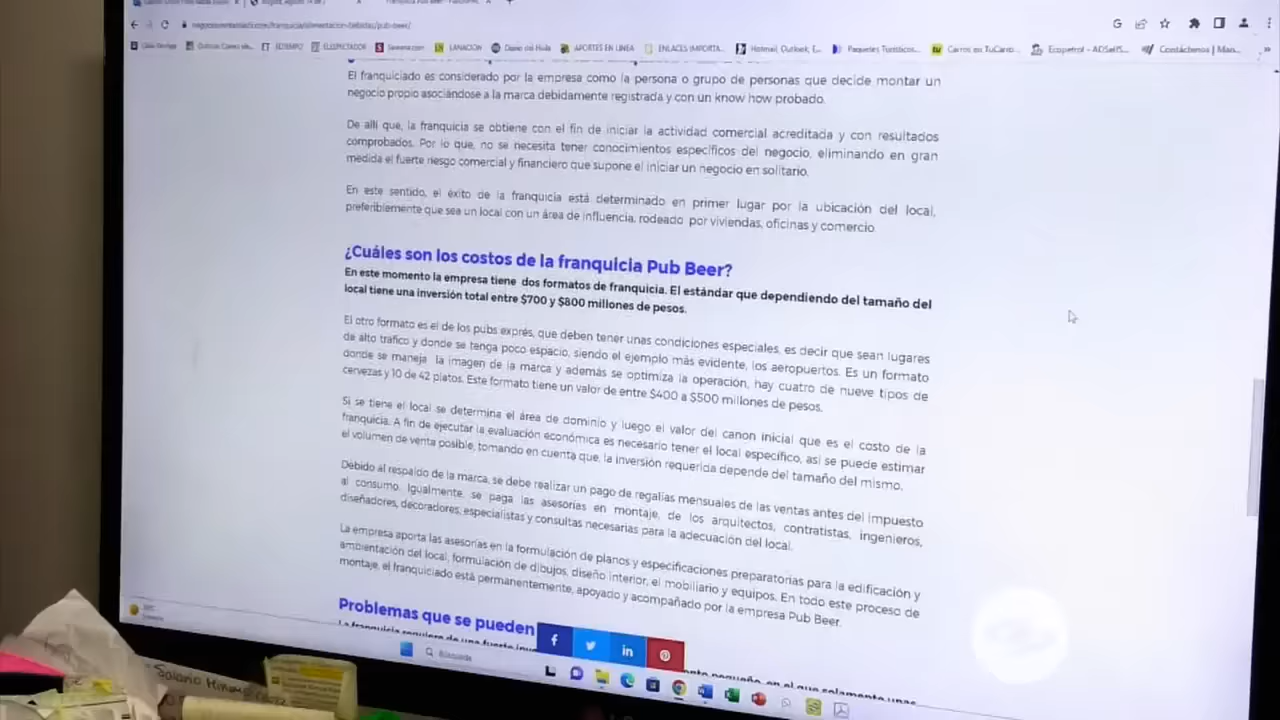 El franquiciado es considerado por la empresa como la persona o grupo de personas que decide montar un
negocio propio asociándose a la marca debidamente registrada y con un know how probado.
De allí que, la franquicia se obtiene con el fin de iniciar la actividad comercial acreditada y con resultados
comprobados. Por lo que, no se necesita tener conocimientos específicos del negocio, eliminando en gran
medida el fuerte riesgo comercial y financiero que supone el iniciar un negocio en solitario.
En este sentido, el éxito de la franquicia está determinado en primer lugar por la ubicación del local,
preferiblemente que sea un local con un área de influencia, rodeado por viviendas, oficinas y comercio.
¿Cuáles son los costos de la franquicia Pub Beer?
En este momento la empresa tiene dos formatos de franquicia. El estándar que dependiendo del tamaño del
local tiene una inversión total entre $700 y $800 millones de pesos.
El otro formato es el de los pubs exprés, que deben tener unas condiciones especiales, es decir que sean lugares
de alto tráfico y donde se tenga poco espacio, siendo el ejemplo más evidente, los aeropuertos. Es un formato
donde se maneja la imagen de la marca y además se optimiza la operación, hay cuatro de nueve tipos de
cervezas y 10 de 42 platos. Este formato tiene un valor de entre $400 a $500 millones de pesos.
Si se tiene el local se determina el área de dominio y luego el valor del canon inicial que es el costo de la
franquicia. A fin de ejecutar la evaluación económica es necesario tener el local específico, así se puede estimar
el volumen de venta posible, tomando en cuenta que, la inversión requerida depende del tamaño del mismo.
Debido al respaldo de la marca, se debe realizar un pago de regalías mensuales de las ventas antes del impuesto
al consumo. Igualmente, se paga las asesorías en montaje, de los arquitectos, contratistas, ingenieros,
diseñadores, decoradores, especialistas y consultas necesarias para la adecuación del local.
La empresa aporta las asesorías en la formulación de planos y especificaciones preparatorias para la edificación y
ambientación del local, formulación de dibujos, diseño interior, el mobiliario y equipos. En todo este proceso de
montaje, el franquiciado está permanentemente, apoyado y acompañado por la empresa Pub Beer.
Problemas que se pueden
Búsqueda
Salario